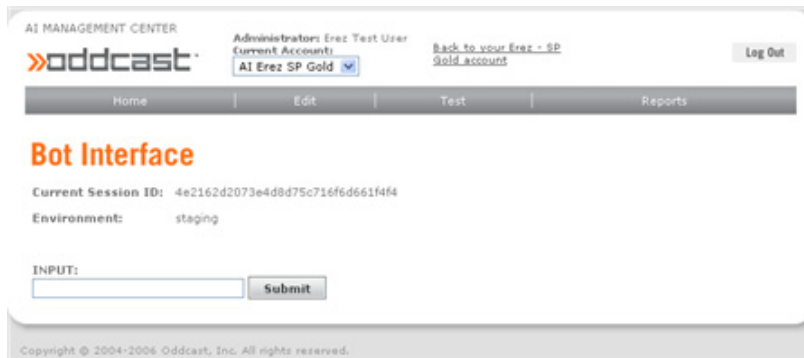 AI MANAGEMENT CENTER
»oddcast
Administrator: Erez Test User
Current Account:
AI Erez SP Gold
Back to your Erez - SP
Gold account
Log Out
Home | Edit | Test | Reports
Bot Interface
Current Session ID: 4e2162d2073e4d8d75c716f6d661f4f4
Environment: staging
INPUT:
Submit
Copyright @ 2004-2006 Oddcast, Inc. All rights reserved.